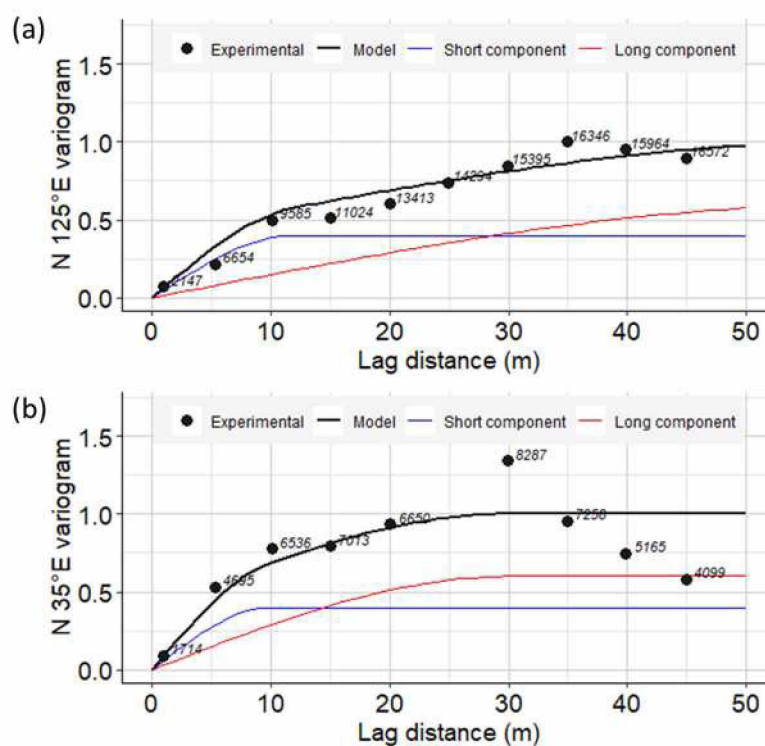 (a)
N 125°E variogram
Experimental Model Short component Long component
1.5
1.0
0.5
0.0
2147
6654
9585
11024
13413
14294
15395
16346
15964
16572
0 10 20 30 40 50
Lag distance (m)
(b)
N 35°E variogram
Experimental Model Short component Long component
1.5
1.0
0.5
0.0
1714
4695
6536
7013
6650
8287
7258
5165
4099
0 10 20 30 40 50
Lag distance (m)